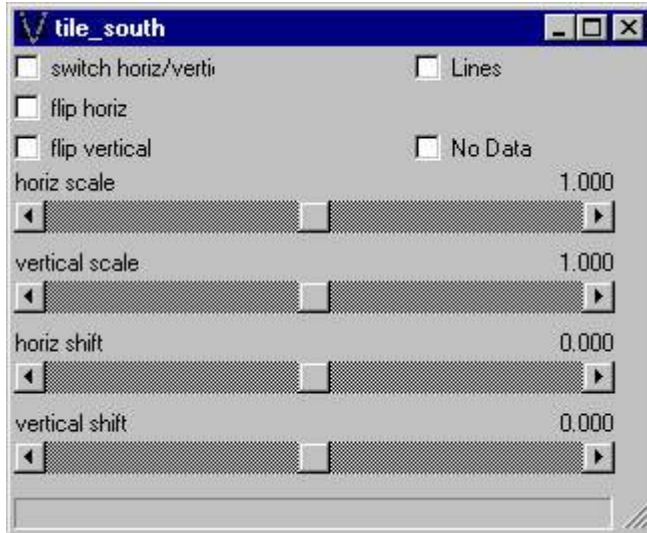 tile_south
switch horiz/verti
Lines
flip horiz
flip vertical
No Data
horiz scale 1.000
vertical scale 1.000
horiz shift 0.000
vertical shift 0.000